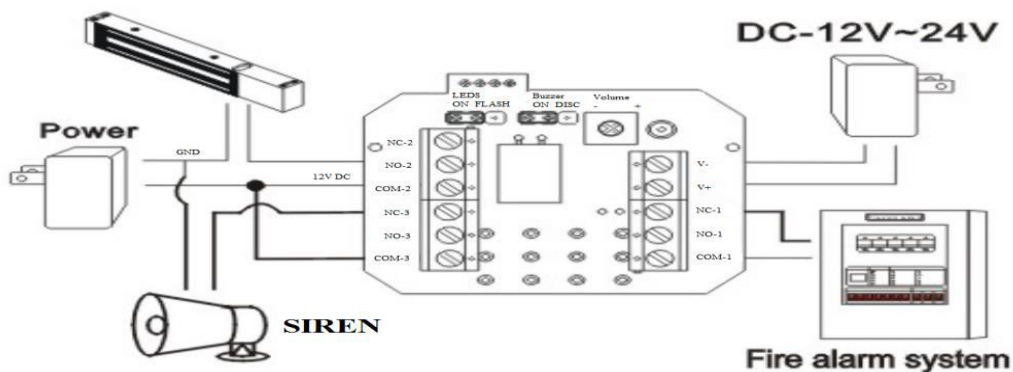 DC-12V~24V
Power
GND
12V DC
LEDS
ON FLASH
Buzzer
ON DISC
Volume
- +
NC-2
NO-2
COM-2
NC-3
NO-3
COM-3
V-
V+
NC-1
NO-1
COM-1
SIREN
Fire alarm system